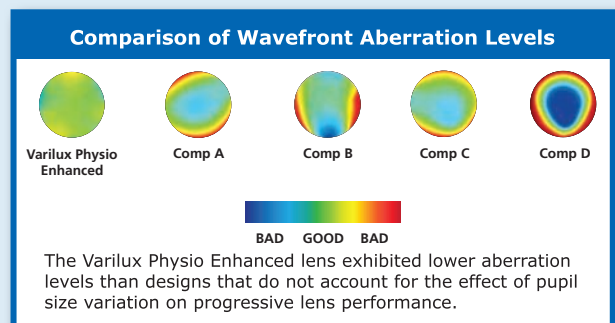 Comparison of Wavefront Aberration Levels
Varilux Physio
Enhanced
Comp A
Comp B
Comp C
Comp D
BAD GOOD BAD
The Varilux Physio Enhanced lens exhibited lower aberration
levels than designs that do not account for the effect of pupil
size variation on progressive lens performance.